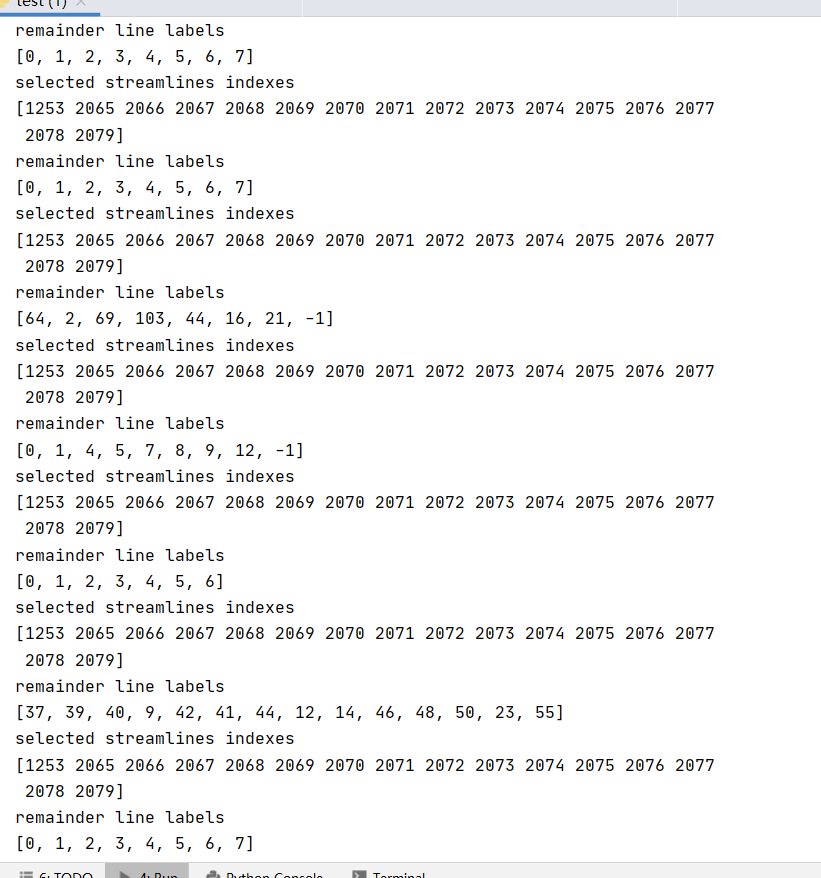 test (1) ×
remainder line labels
[0, 1, 2, 3, 4, 5, 6, 7]
selected streamlines indexes
[1253 2065 2066 2067 2068 2069 2070 2071 2072 2073 2074 2075 2076 2077
 2078 2079]
remainder line labels
[0, 1, 2, 3, 4, 5, 6, 7]
selected streamlines indexes
[1253 2065 2066 2067 2068 2069 2070 2071 2072 2073 2074 2075 2076 2077
 2078 2079]
remainder line labels
[64, 2, 69, 103, 44, 16, 21, -1]
selected streamlines indexes
[1253 2065 2066 2067 2068 2069 2070 2071 2072 2073 2074 2075 2076 2077
 2078 2079]
remainder line labels
[0, 1, 4, 5, 7, 8, 9, 12, -1]
selected streamlines indexes
[1253 2065 2066 2067 2068 2069 2070 2071 2072 2073 2074 2075 2076 2077
 2078 2079]
remainder line labels
[0, 1, 2, 3, 4, 5, 6]
selected streamlines indexes
[1253 2065 2066 2067 2068 2069 2070 2071 2072 2073 2074 2075 2076 2077
 2078 2079]
remainder line labels
[37, 39, 40, 9, 42, 41, 44, 12, 14, 46, 48, 50, 23, 55]
selected streamlines indexes
[1253 2065 2066 2067 2068 2069 2070 2071 2072 2073 2074 2075 2076 2077
 2078 2079]
remainder line labels
[0, 1, 2, 3, 4, 5, 6, 7]
6: TODO 4: Run Python Console Terminal